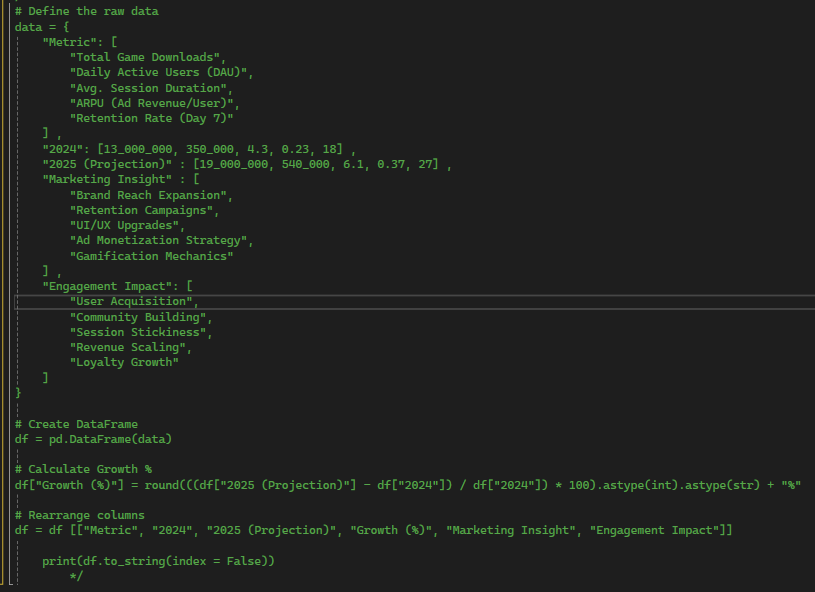 # Define the raw data
data = {
    "Metric": [
        "Total Game Downloads",
        "Daily Active Users (DAU)",
        "Avg. Session Duration",
        "ARPU (Ad Revenue/User)",
        "Retention Rate (Day 7)"
    ] ,
    "2024": [13_000_000, 350_000, 4.3, 0.23, 18] ,
    "2025 (Projection)" : [19_000_000, 540_000, 6.1, 0.37, 27] ,
    "Marketing Insight" : [
        "Brand Reach Expansion",
        "Retention Campaigns",
        "UI/UX Upgrades",
        "Ad Monetization Strategy",
        "Gamification Mechanics"
    ] ,
    "Engagement Impact": [
        "User Acquisition",
        "Community Building",
        "Session Stickiness",
        "Revenue Scaling",
        "Loyalty Growth"
    ]
}
# Create DataFrame
df = pd.DataFrame(data)
# Calculate Growth %
df["Growth (%)"] = round(((df["2025 (Projection)"] - df["2024"]) / df["2024"]) * 100).astype(int).astype(str) + "%"
# Rearrange columns
df = df [["Metric", "2024", "2025 (Projection)", "Growth (%)", "Marketing Insight", "Engagement Impact"]]
    print(df.to_string(index = False))
        */